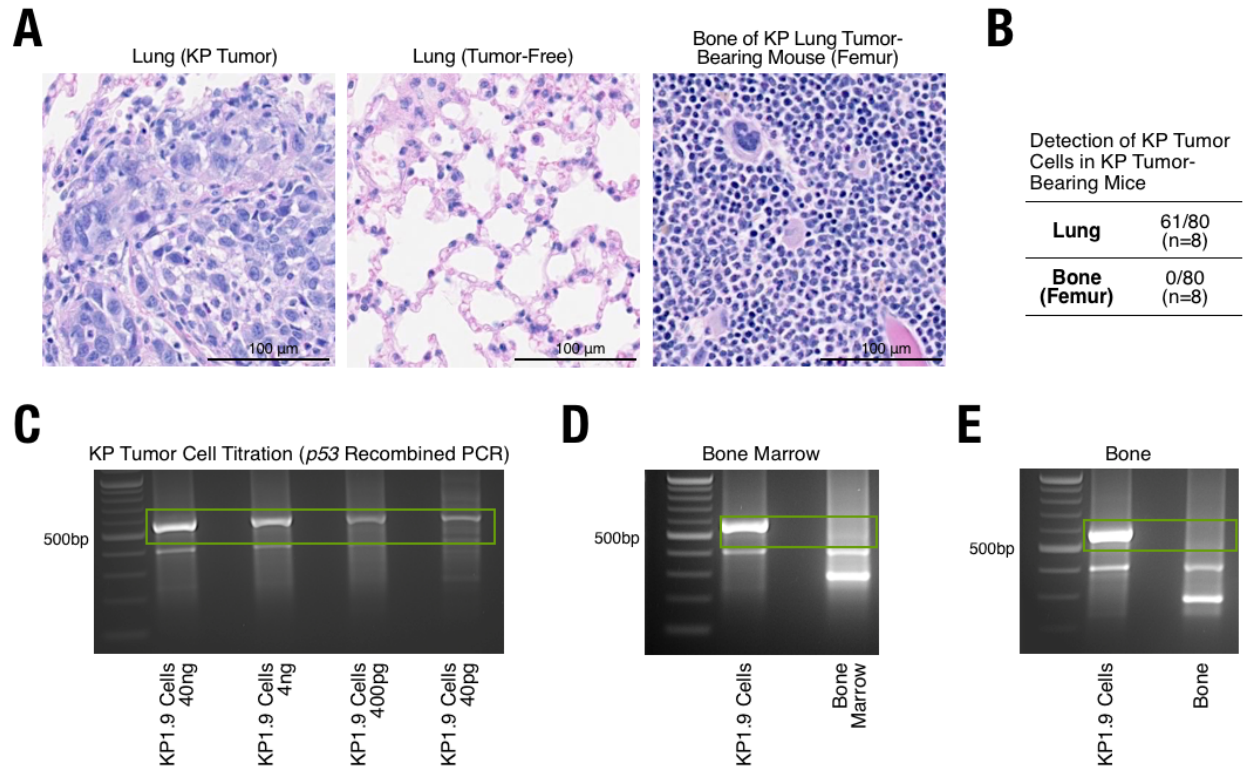 A
Lung (KP Tumor)
Lung (Tumor-Free)
Bone of KP Lung Tumor-
Bearing Mouse (Femur)
100 µm
100 µm
100 µm
B
Detection of KP Tumor
Cells in KP Tumor-
Bearing Mice
Lung
61/80
(n=8)
Bone
(Femur)
0/80
(n=8)
C
KP Tumor Cell Titration (p53 Recombined PCR)
500bp
KP1.9 Cells
40ng
KP1.9 Cells
4ng
KP1.9 Cells
400pg
KP1.9 Cells
40pg
D
Bone Marrow
500bp
KP1.9 Cells
Bone
Marrow
E
Bone
500bp
KP1.9 Cells
Bone